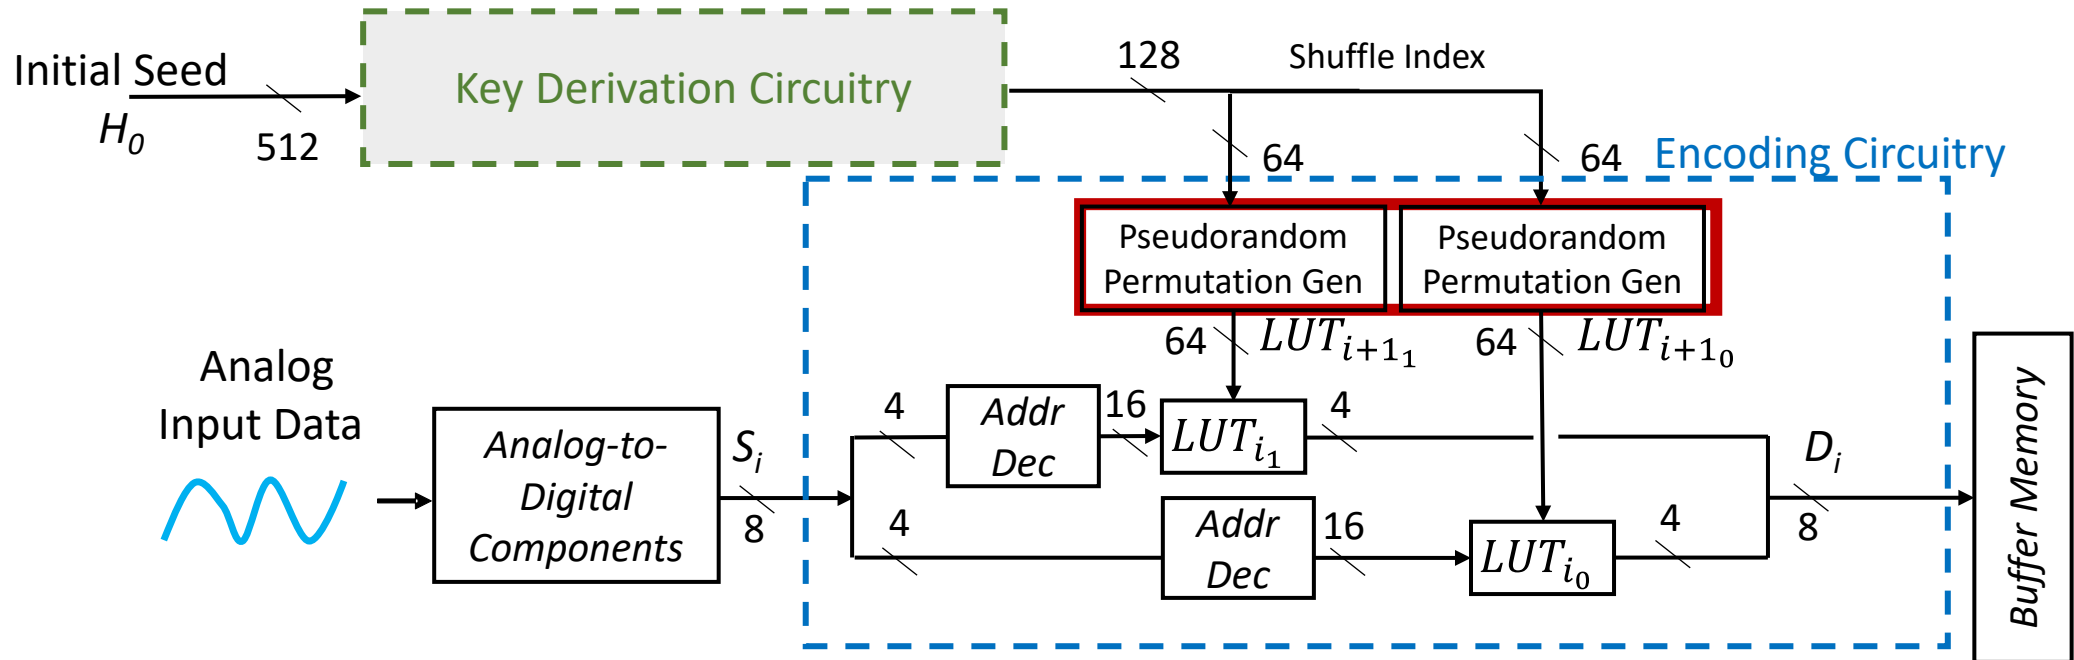 Initial Seed
H0
512
Key Derivation Circuitry
128
Shuffle Index
64
64
Encoding Circuitry
Pseudorandom
Permutation Gen
Pseudorandom
Permutation Gen
64
LUTi+11
64
LUTi+10
Analog
Input Data
Analog-to-
Digital
Components
Si
8
4
Addr
Dec
16
LUTi1
4
4
Addr
Dec
16
LUTi0
4
Di
8
Buffer Memory